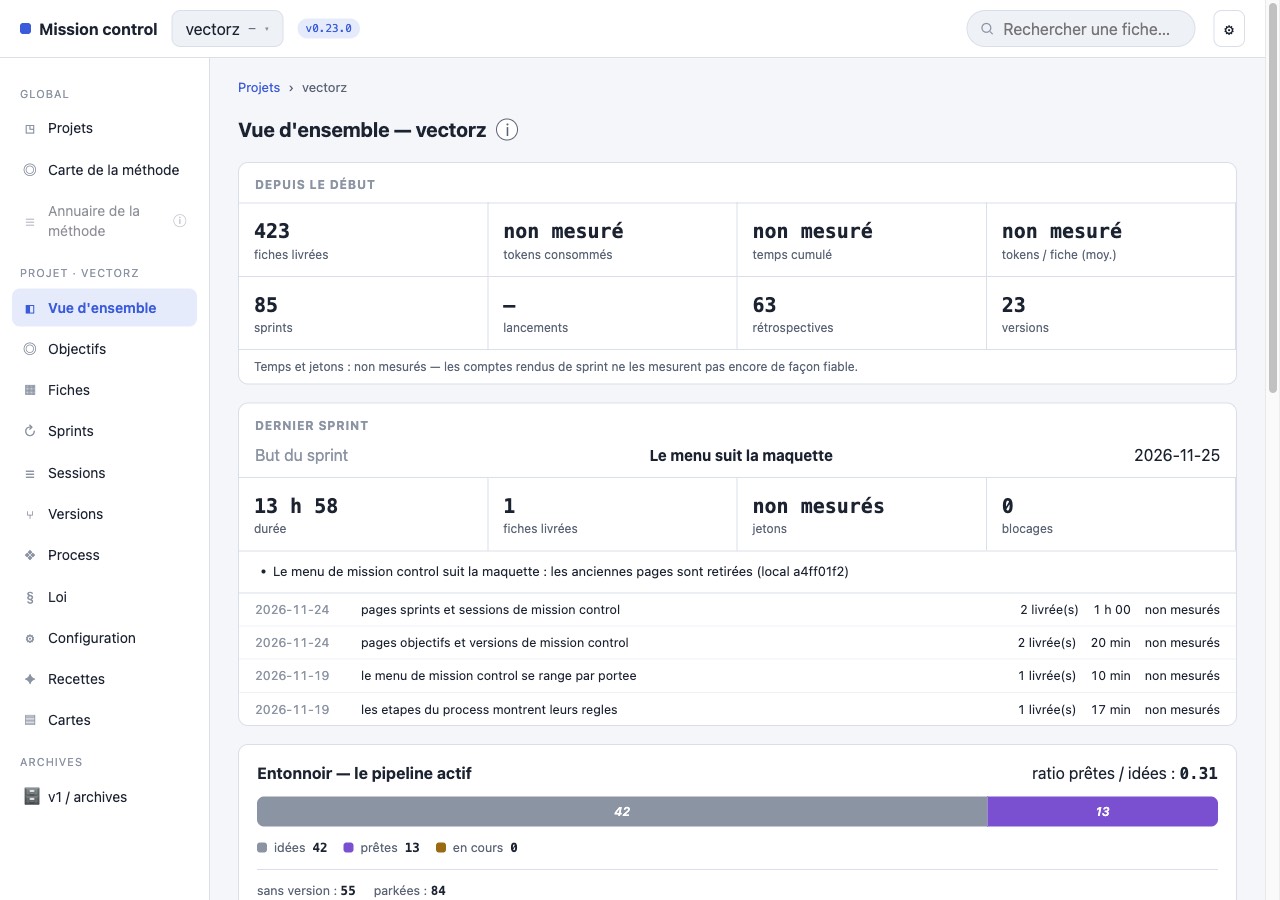 Mission control
vectorz –
v0.23.0
Rechercher une fiche...
GLOBAL
Projets
Carte de la méthode
Annuaire de la
méthode
PROJET · VECTORZ
Vue d'ensemble
Objectifs
Fiches
Sprints
Sessions
Versions
Process
§ Loi
Configuration
Recettes
Cartes
ARCHIVES
v1 / archives
Projets › vectorz
Vue d'ensemble — vectorz ⓘ
DEPUIS LE DÉBUT
423
fiches livrées
non mesuré
tokens consommés
non mesuré
temps cumulé
non mesuré
tokens / fiche (moy.)
85
sprints
—
lancements
63
rétrospectives
23
versions
Temps et jetons : non mesurés — les comptes rendus de sprint ne les mesurent pas encore de façon fiable.
DERNIER SPRINT
But du sprint Le menu suit la maquette 2026-11-25
13 h 58
durée
1
fiches livrées
non mesurés
jetons
0
blocages
• Le menu de mission control suit la maquette : les anciennes pages sont retirées (local a4ff01f2)
2026-11-24 pages sprints et sessions de mission control 2 livrée(s) 1 h 00 non mesurés
2026-11-24 pages objectifs et versions de mission control 2 livrée(s) 20 min non mesurés
2026-11-19 le menu de mission control se range par portee 1 livrée(s) 10 min non mesurés
2026-11-19 les etapes du process montrent leurs regles 1 livrée(s) 17 min non mesurés
Entonnoir — le pipeline actif ratio prêtes / idées : 0.31
42 13
idées 42 prêtes 13 en cours 0
sans version : 55 parkées : 84